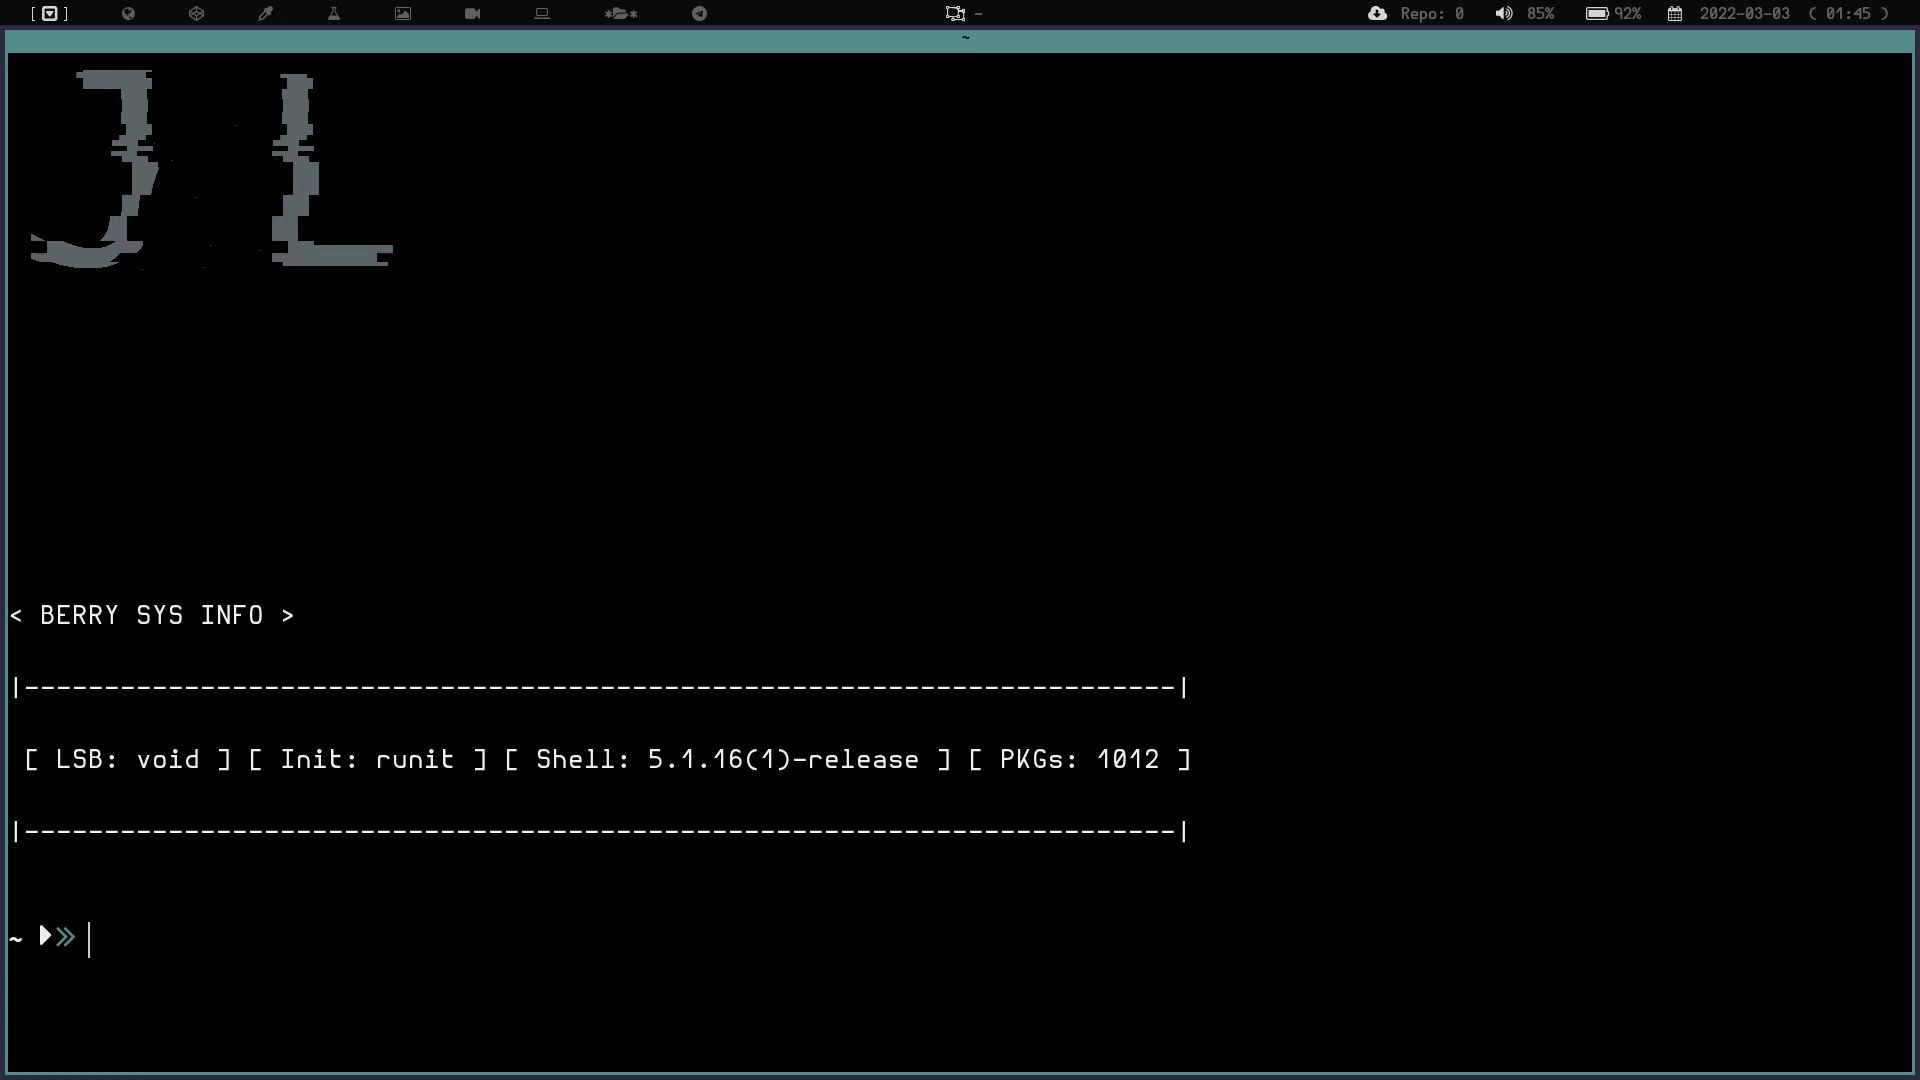 [ ] ** ~ Repo: 0 85% 92% 2022-03-03 ( 01:45 )
~
JL
< BERRY SYS INFO >
|------------------------------------------------------------------------|
[ LSB: void ] [ Init: runit ] [ Shell: 5.1.16(1)-release ] [ PKGs: 1012 ]
|------------------------------------------------------------------------|
~